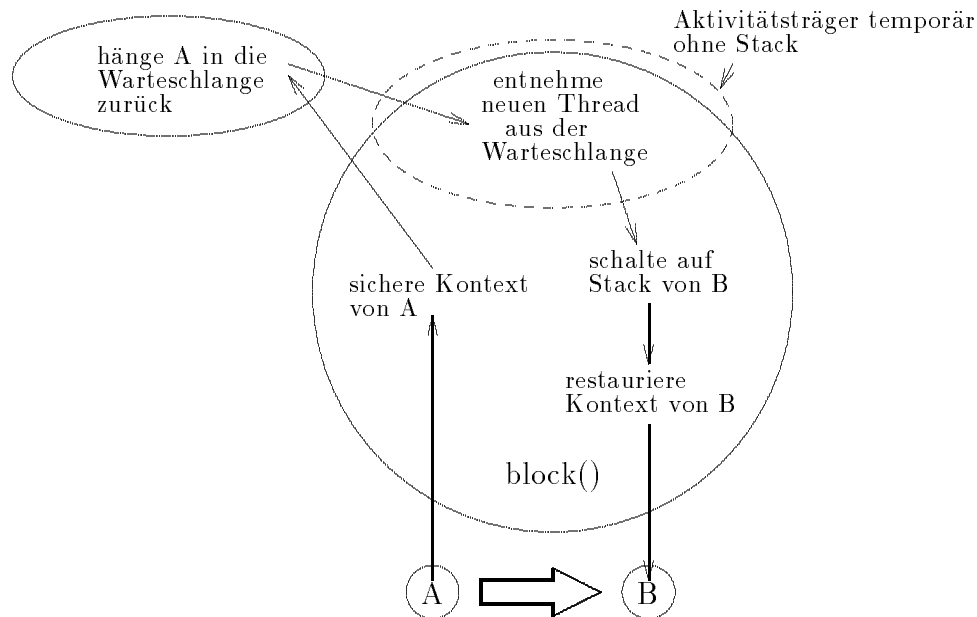 Aktivitätsträger temporär
ohne Stack
hänge A in die
Warteschlange
zurück
entnehme
neuen Thread
aus der
Warteschlange
sichere Kontext
von A
schalte auf
Stack von B
restauriere
Kontext von B
block()
A
B